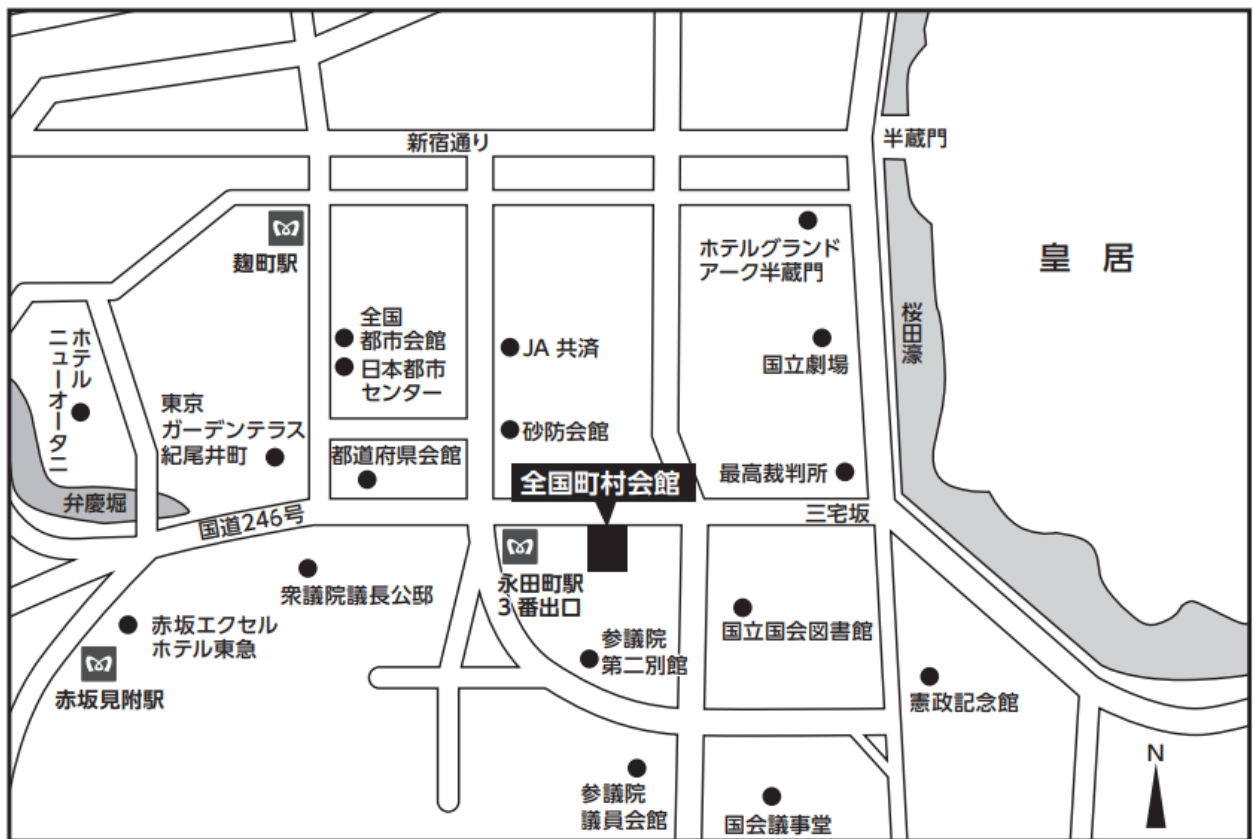 新宿通り
半蔵門
麹町駅
ホテルグランド
アーク半蔵門
皇 居
桜田濠
全国
都市会館
日本都市
センター
JA 共済
国立劇場
ホテル
ニューオータニ
東京
ガーデンテラス
紀尾井町
砂防会館
都道府県会館
最高裁判所
全国町村会館
弁慶堀
国道246号
三宅坂
永田町駅
3 番出口
衆議院議長公邸
赤坂エクセル
ホテル東急
赤坂見附駅
参議院
第二別館
国立国会図書館
憲政記念館
参議院
議員会館
国会議事堂
N